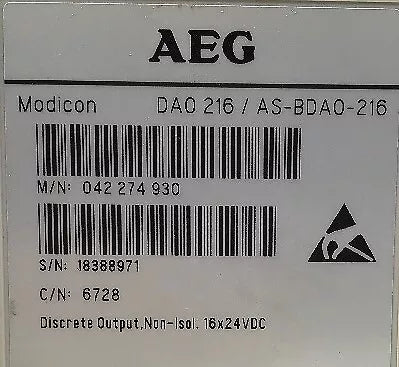 AEG
Modicon DAO 216 / AS-BDAO-216
M/N: 042 274 930
S/N: 18388971
C/N: 6728
Discrete Output,Non-Isol. 16x24VDC